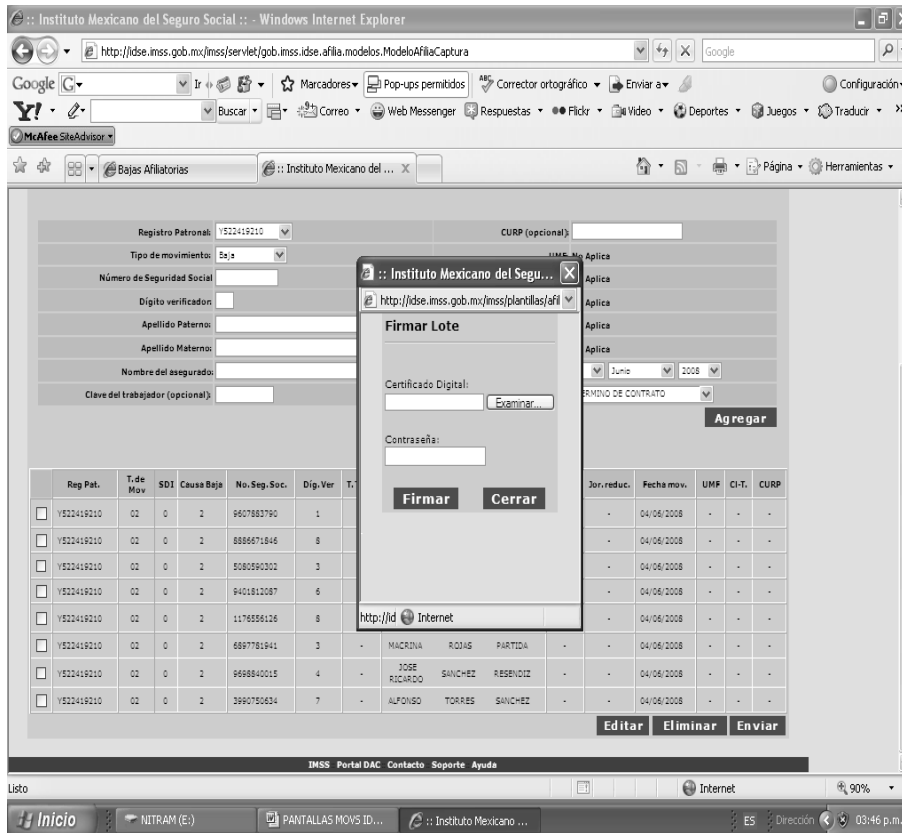 :: Instituto Mexicano del Seguro Social :: - Windows Internet Explorer
http://idse.imss.gob.mx/imss/servlet/gob.imss.idse.afilia.modelos.ModeloAfiliaCaptura
Google
Google G Ir Marcadores Pop-ups permitidos Corrector ortográfico Enviar a Configuración
Y! Buscar Correo Web Messenger Respuestas Flickr Video Deportes Juegos Traducir
McAfee SiteAdvisor
Bajas Afiliatorias :: Instituto Mexicano del ... X Página Herramientas
Registro Patronal: Y522419210 CURP (opcional):
Tipo de movimiento: Baja UMF: No Aplica
Número de Seguridad Social Aplica
Dígito verificador: Aplica
Apellido Paterno: Aplica
Apellido Materno: Aplica
Nombre del asegurado: Junio 2008
Clave del trabajador (opcional): ERMINO DE CONTRATO
Agregar
:: Instituto Mexicano del Segu...
http://idse.imss.gob.mx/imss/plantillas/afil
Firmar Lote
Certificado Digital:
Examinar...
Contraseña:
Firmar Cerrar
http://id Internet
Reg Pat. T.de Mov SDI Causa Baja No.Seg.Soc. Díg.Ver Jor.reduc. Fecha mov. UMF Cl-T. CURP
Y522419210 02 0 2 9607883790 1 - 04/06/2008 - - -
Y522419210 02 0 2 8886671846 8 - 04/06/2008 - - -
Y522419210 02 0 2 5080590302 3 - 04/06/2008 - - -
Y522419210 02 0 2 9401812087 6 - 04/06/2008 - - -
Y522419210 02 0 2 1176556126 8 - 04/06/2008 - - -
Y522419210 02 0 2 6897781941 3 - MACRINA ROJAS PARTIDA - - 04/06/2008 - - -
Y522419210 02 0 2 9698840015 4 - JOSE RICARDO SANCHEZ RESENDIZ - - 04/06/2008 - - -
Y522419210 02 0 2 3990750634 7 - ALFONSO TORRES SANCHEZ - - 04/06/2008 - - -
Editar Eliminar Enviar
IMSS Portal DAC Contacto Soporte Ayuda
Listo Internet 90%
Inicio NITRAM (E:) PANTALLAS MOVS ID... :: Instituto Mexicano ... ES Dirección 03:46 p.m.